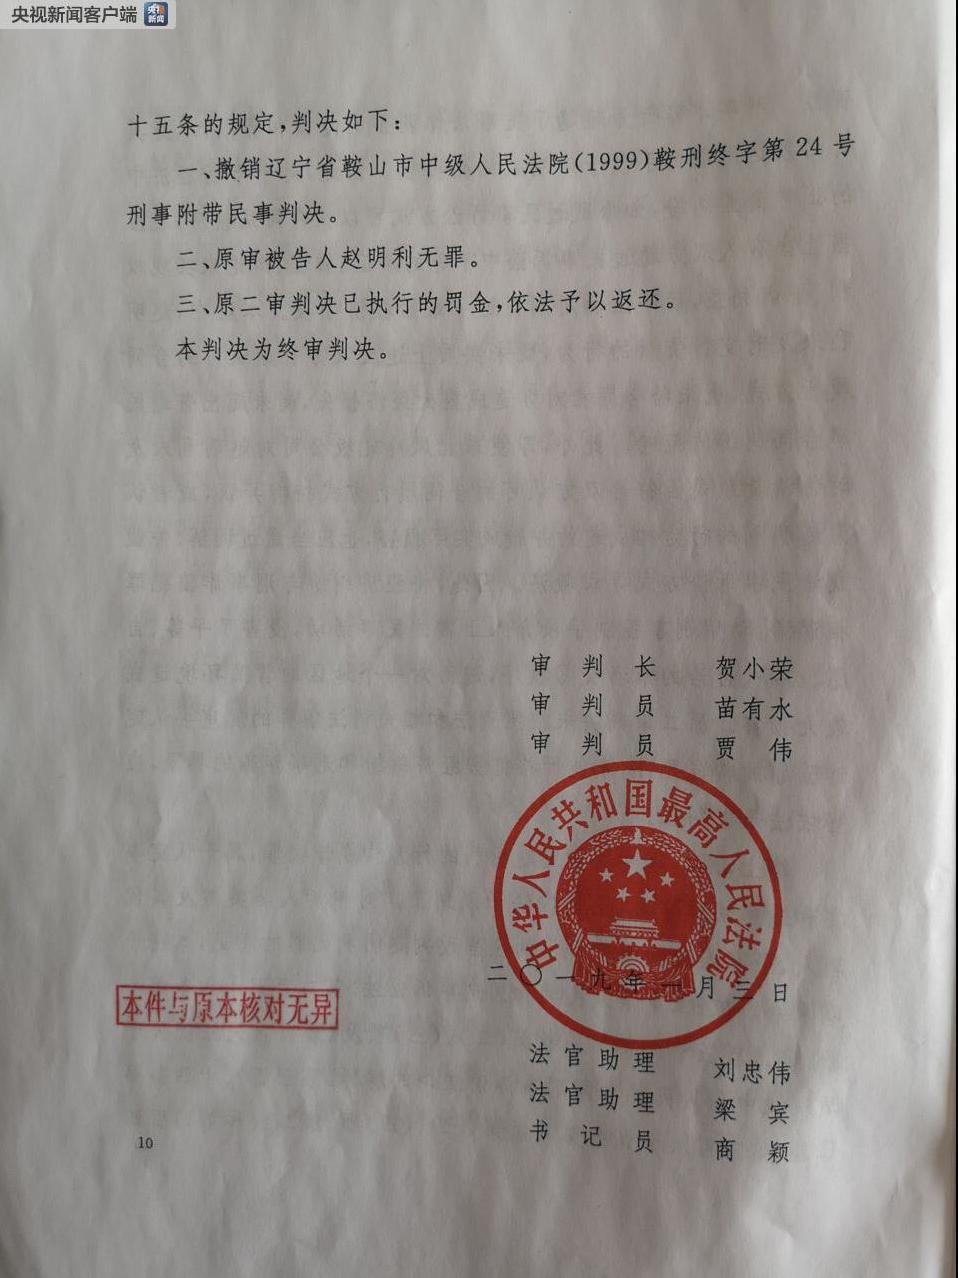 央视新闻客户端 央视新闻
十五条的规定,判决如下:
一、撤销辽宁省鞍山市中级人民法院(1999)鞍刑终字第24号
刑事附带民事判决。
二、原审被告人赵明利无罪。
三、原二审判决已执行的罚金,依法予以返还。
本判决为终审判决。
审判长 贺小荣
审判员 苗有水
审判员 贾伟
中华人民共和国最高人民法院
二〇一九年一月三日
本件与原本核对无异
法官助理 刘忠伟
法官助理 梁宾
书记员 商颖
10